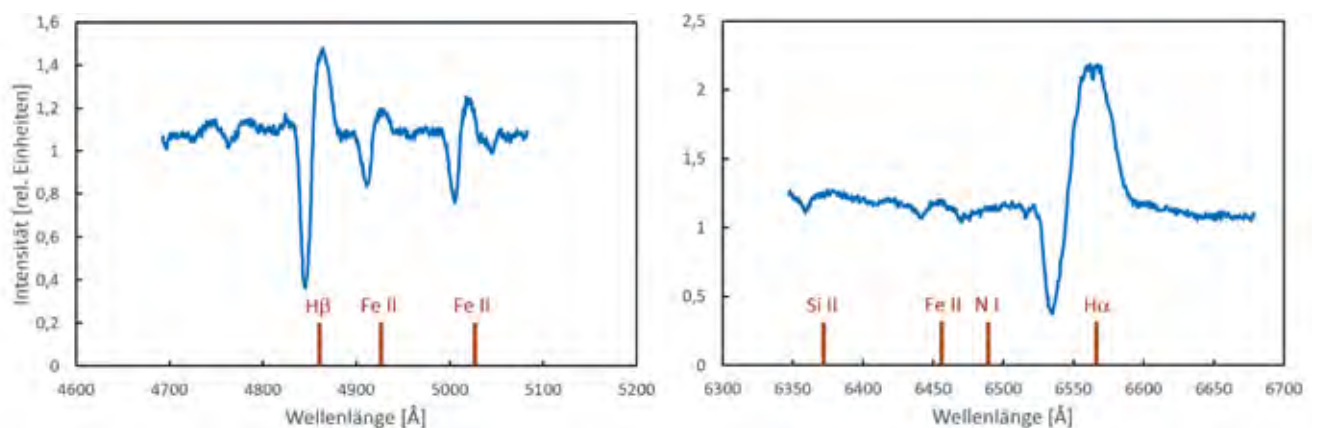 Intensität [rel. Einheiten]
1,6
1,4
1,2
1
0,8
0,6
0,4
0,2
0
Hβ Fe II Fe II
4600 4700 4800 4900 5000 5100 5200
Wellenlänge [Å]
2,5
2
1,5
1
0,5
0
Si II Fe II N I Hα
6300 6350 6400 6450 6500 6550 6600 6650 6700
Wellenlänge [Å]